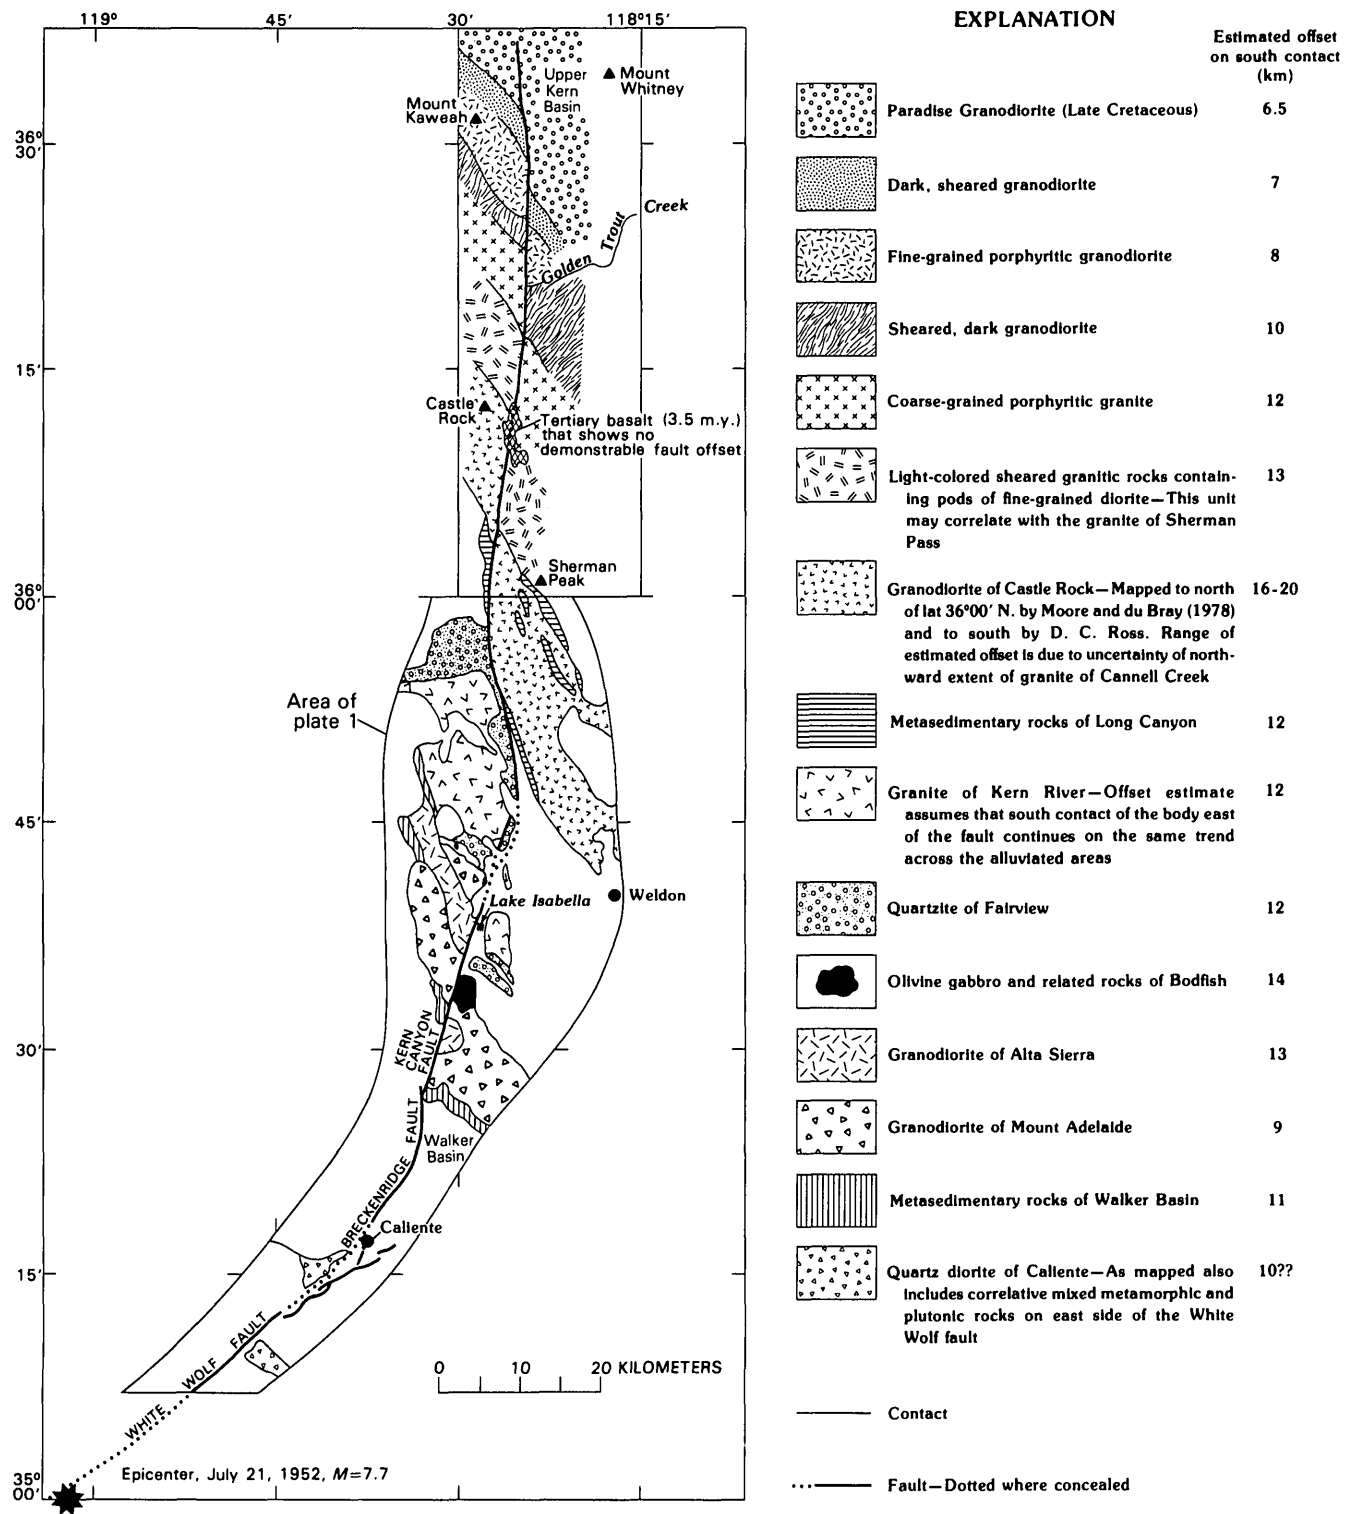 119°
45′
30′
118°15′
36°
30′
15′
36°
00′
45′
30′
15′
35°
00′
Upper
Kern
Basin
Mount
Whitney
Mount
Kaweah
Golden Trout Creek
Castle
Rock
Tertiary basalt (3.5 m.y.)
that shows no
demonstrable fault offset
Sherman
Peak
Area of
plate 1
Lake Isabella
Weldon
KERN
CANYON
FAULT
BRECKENRIDGE FAULT
Walker
Basin
Caliente
WHITE WOLF FAULT
0 10 20 KILOMETERS
Epicenter, July 21, 1952, M=7.7
EXPLANATION
Estimated offset
on south contact
(km)
Paradise Granodiorite (Late Cretaceous) 6.5
Dark, sheared granodiorite 7
Fine-grained porphyritic granodiorite 8
Sheared, dark granodiorite 10
Coarse-grained porphyritic granite 12
Light-colored sheared granitic rocks contain- 13
ing pods of fine-grained diorite—This unit
may correlate with the granite of Sherman
Pass
Granodiorite of Castle Rock—Mapped to north 16-20
of lat 36°00′ N. by Moore and du Bray (1978)
and to south by D. C. Ross. Range of
estimated offset is due to uncertainty of north-
ward extent of granite of Cannell Creek
Metasedimentary rocks of Long Canyon 12
Granite of Kern River—Offset estimate 12
assumes that south contact of the body east
of the fault continues on the same trend
across the alluviated areas
Quartzite of Fairview 12
Olivine gabbro and related rocks of Bodfish 14
Granodiorite of Alta Sierra 13
Granodiorite of Mount Adelaide 9
Metasedimentary rocks of Walker Basin 11
Quartz diorite of Caliente—As mapped also 10??
includes correlative mixed metamorphic and
plutonic rocks on east side of the White
Wolf fault
Contact
Fault—Dotted where concealed